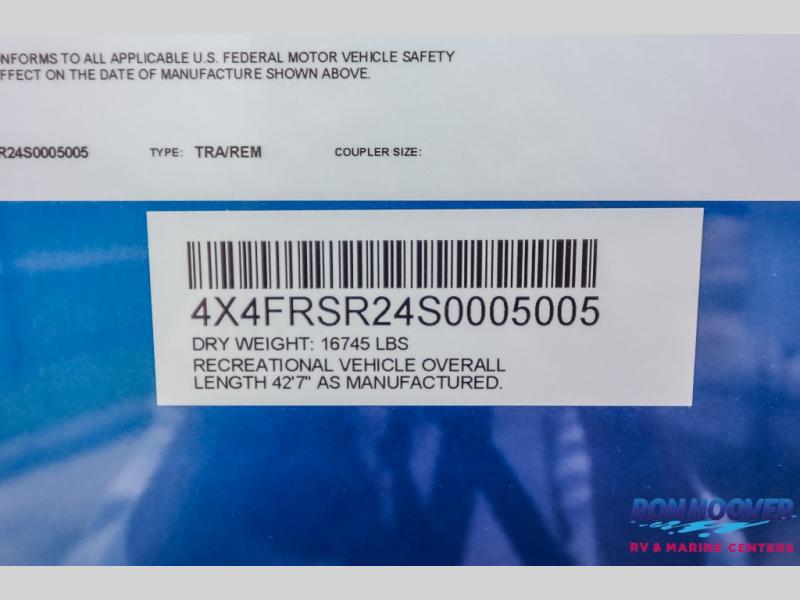 NFORMS TO ALL APPLICABLE U.S. FEDERAL MOTOR VEHICLE SAFETY
FFECT ON THE DATE OF MANUFACTURE SHOWN ABOVE.
R24S0005005 TYPE: TRA/REM COUPLER SIZE:
4X4FRSR24S0005005
DRY WEIGHT: 16745 LBS
RECREATIONAL VEHICLE OVERALL
LENGTH 42'7" AS MANUFACTURED.
RON HOOVER
RV & MARINE CENTERS